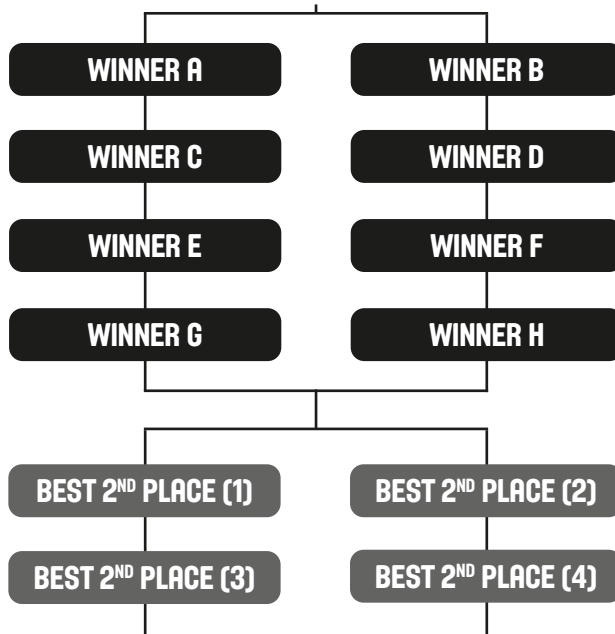 WINNER A
WINNER B
WINNER C
WINNER D
WINNER E
WINNER F
WINNER G
WINNER H
BEST 2ND PLACE (1)
BEST 2ND PLACE (2)
BEST 2ND PLACE (3)
BEST 2ND PLACE (4)